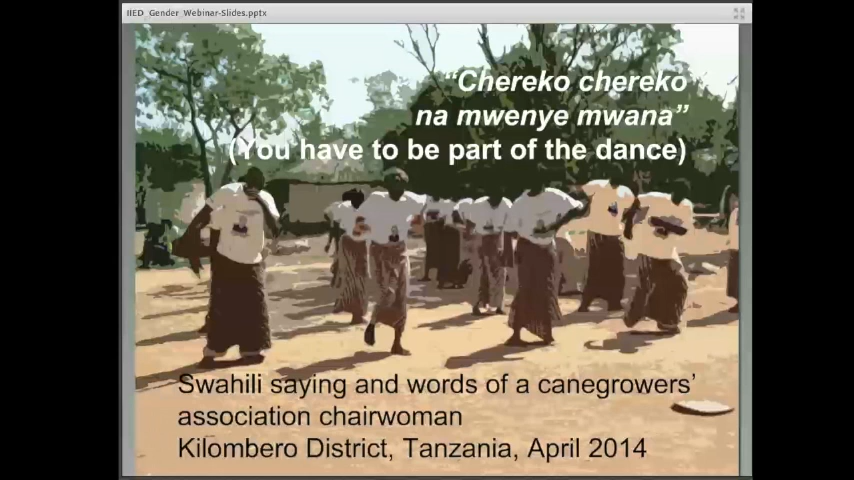 IIED_Gender_Webinar-Slides.pptx
“Chereko chereko
na mwenye mwana”
(You have to be part of the dance)
Swahili saying and words of a canegrowers’
association chairwoman
Kilombero District, Tanzania, April 2014